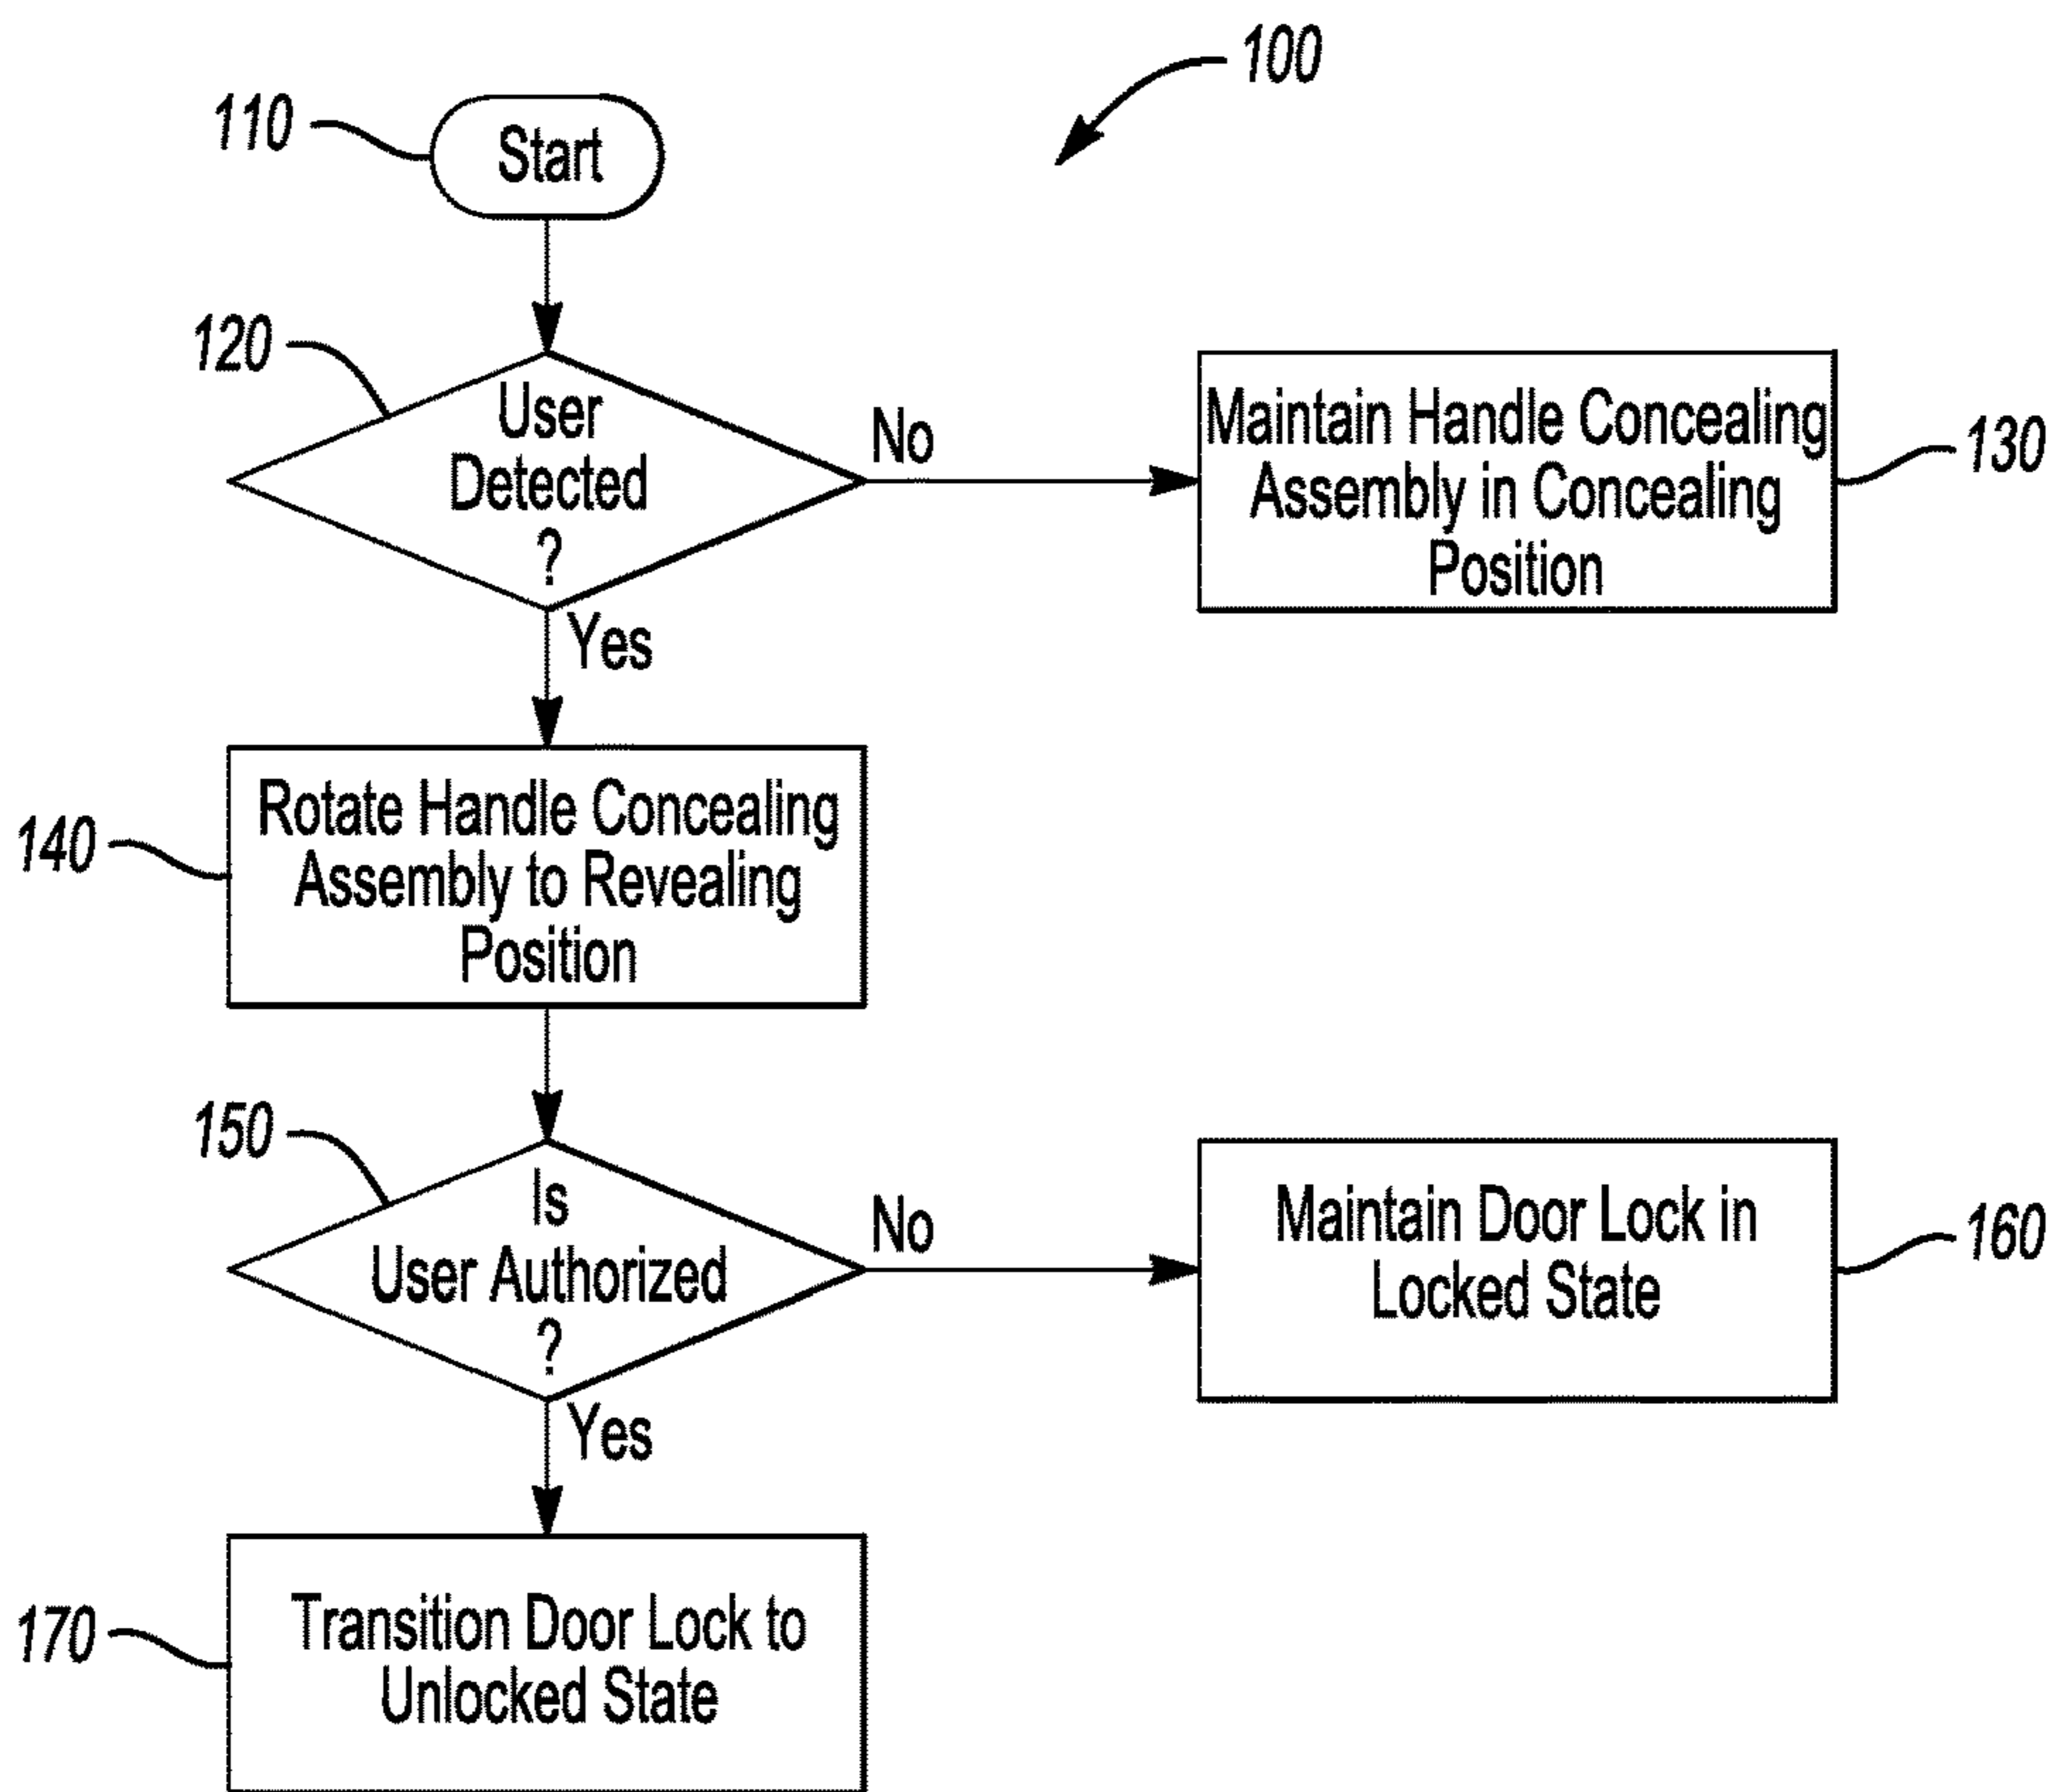 100
110
Start
120
User
Detected
?
No
Maintain Handle Concealing
Assembly in Concealing
Position
130
Yes
140
Rotate Handle Concealing
Assembly to Revealing
Position
150
Is
User Authorized
?
No
Maintain Door Lock in
Locked State
160
Yes
170
Transition Door Lock to
Unlocked State